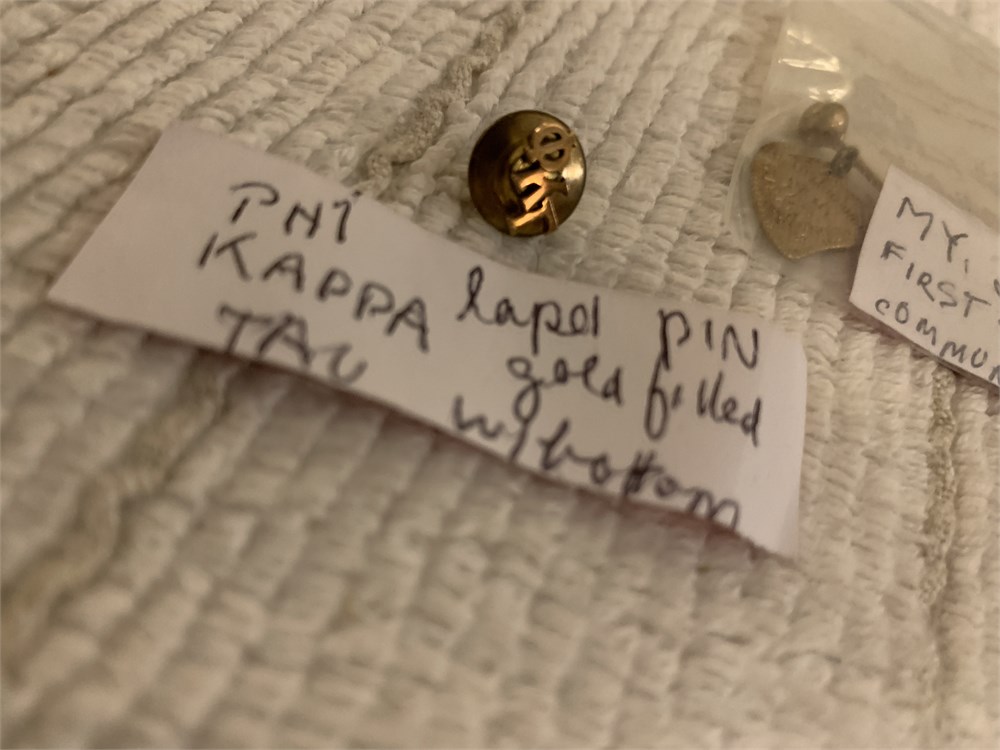 PHI
KAPPA
TAU
lapel PIN
gold filled
w/bottom
MY,
FIRST
COMMUN